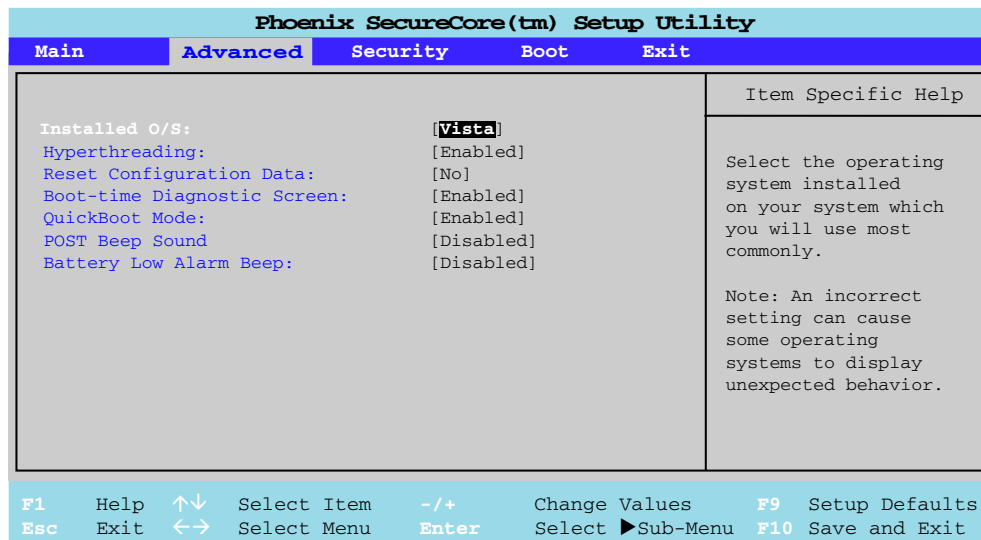 Phoenix SecureCore(tm) Setup Utility
Main Advanced Security Boot Exit
Item Specific Help
Installed O/S: [Vista]
Hyperthreading: [Enabled]
Reset Configuration Data: [No]
Boot-time Diagnostic Screen: [Enabled]
QuickBoot Mode: [Enabled]
POST Beep Sound [Disabled]
Battery Low Alarm Beep: [Disabled]
Select the operating
system installed
on your system which
you will use most
commonly.
Note: An incorrect
setting can cause
some operating
systems to display
unexpected behavior.
F1 Help ↑↓ Select Item -/+ Change Values F9 Setup Defaults
Esc Exit ←→ Select Menu Enter Select ▶Sub-Menu F10 Save and Exit